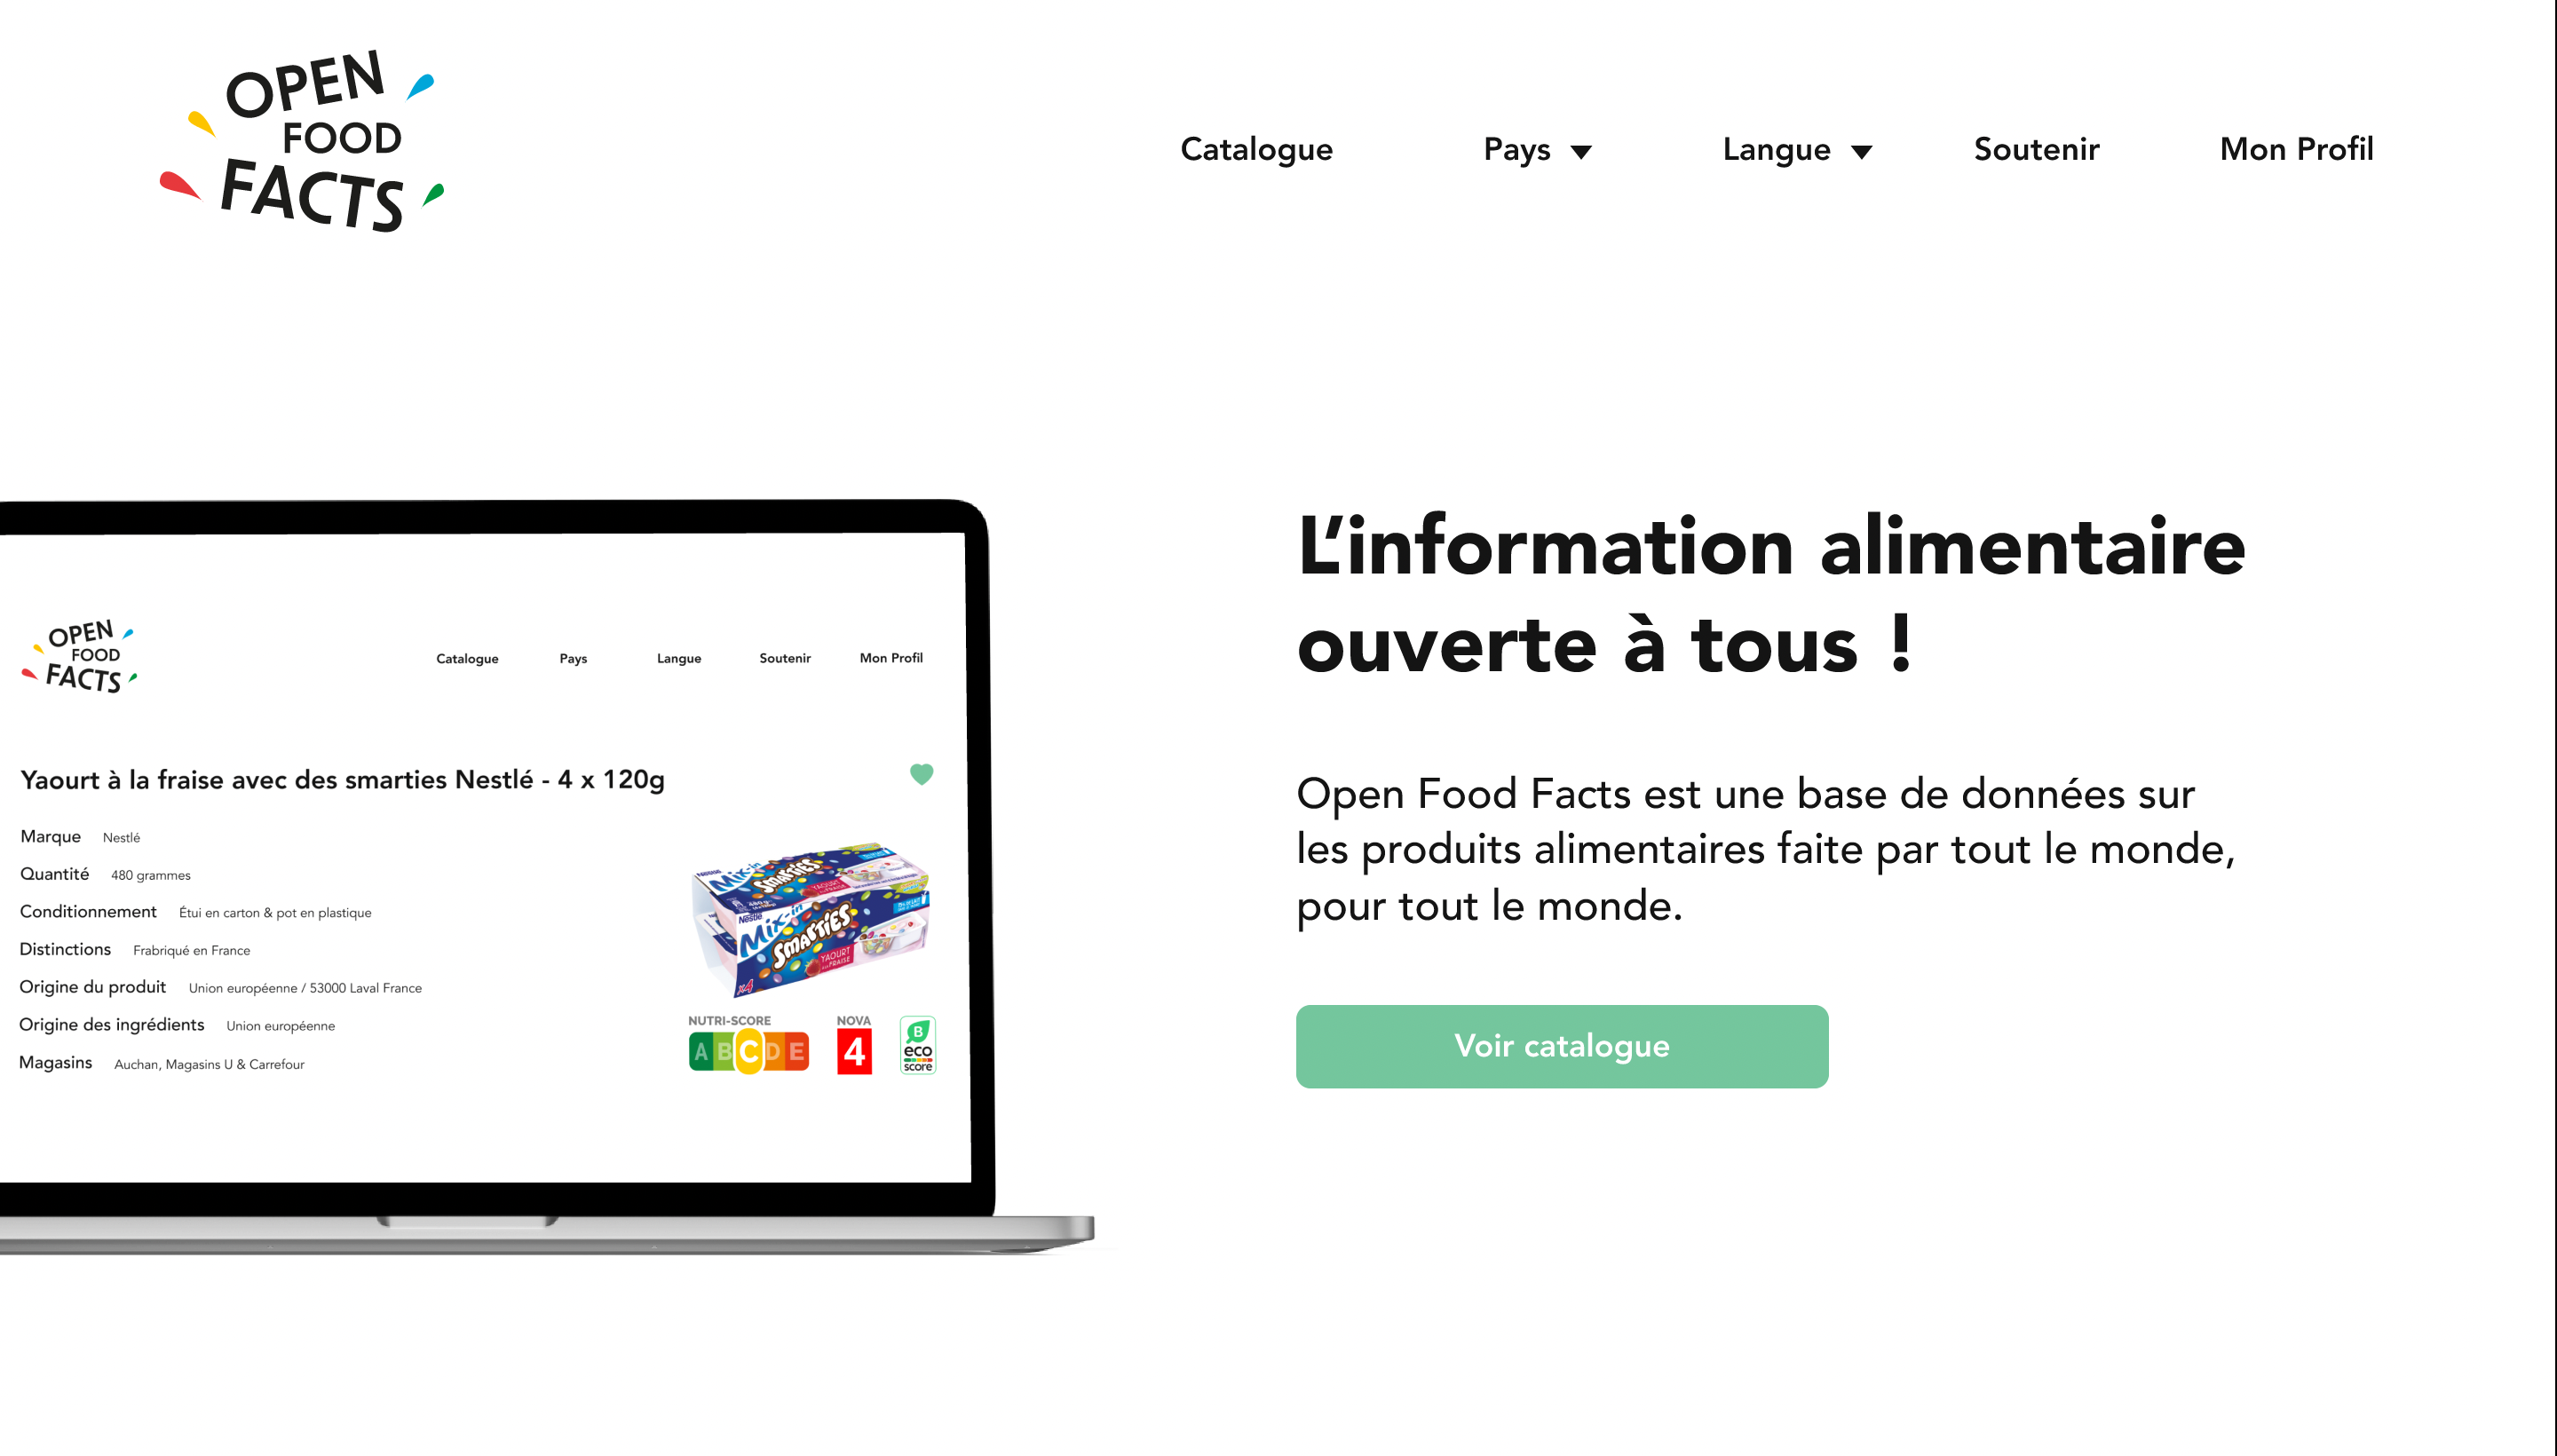 OPEN
FOOD
FACTS
Catalogue Pays Langue Soutenir Mon Profil
L’information alimentaire
ouverte à tous !
Open Food Facts est une base de données sur
les produits alimentaires faite par tout le monde,
pour tout le monde.
Voir catalogue
OPEN
FOOD
FACTS
Catalogue Pays Langue Soutenir Mon Profil
Yaourt à la fraise avec des smarties Nestlé - 4 x 120g
Marque Nestlé
Quantité 480 grammes
Conditionnement Étui en carton & pot en plastique
Distinctions Frabriqué en France
Origine du produit Union européenne / 53000 Laval France
Origine des ingrédients Union européenne
Magasins Auchan, Magasins U & Carrefour
Mix-in
SMARTIES
YAOURT
Nestlé
Mix-in
SMARTIES
YAOURT
À LA FRAISE
X4
NUTRI-SCORE
A B C D E
NOVA
4
B
eco
score